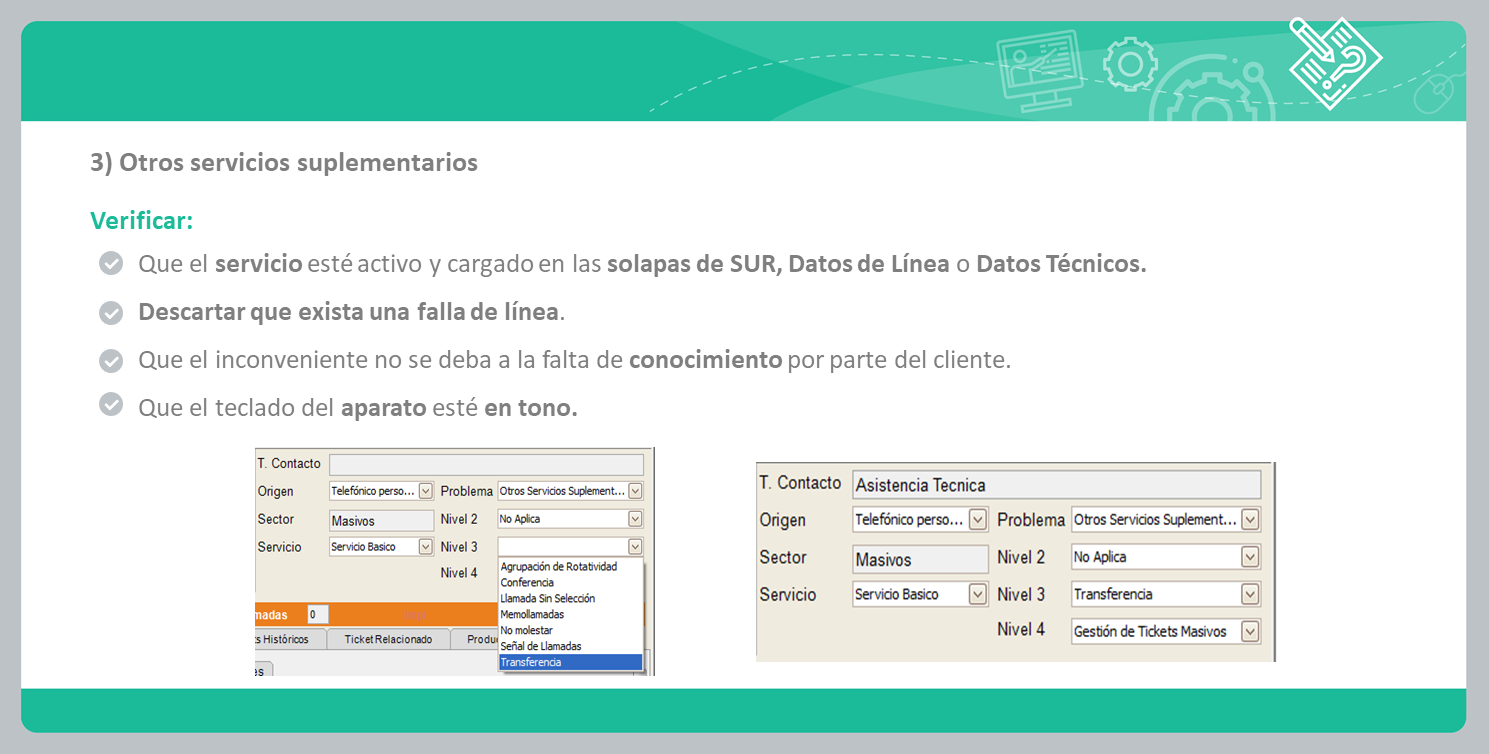 3) Otros servicios suplementarios
Verificar:
Que el servicio esté activo y cargado en las solapas de SUR, Datos de Línea o Datos Técnicos.
Descartar que exista una falla de línea.
Que el inconveniente no se deba a la falta de conocimiento por parte del cliente.
Que el teclado del aparato esté en tono.
T. Contacto
Origen Telefónico perso... Problema Otros Servicios Suplement...
Sector Masivos Nivel 2 No Aplica
Servicio Servicio Basico Nivel 3
Nivel 4
Agrupación de Rotatividad
Conferencia
Llamada Sin Selección
Memollamadas
No molestar
Señal de Llamadas
Transferencia
madas 0
s Históricos Ticket Relacionado Produc
es
T. Contacto Asistencia Tecnica
Origen Telefónico perso... Problema Otros Servicios Suplement...
Sector Masivos Nivel 2 No Aplica
Servicio Servicio Basico Nivel 3 Transferencia
Nivel 4 Gestión de Tickets Masivos